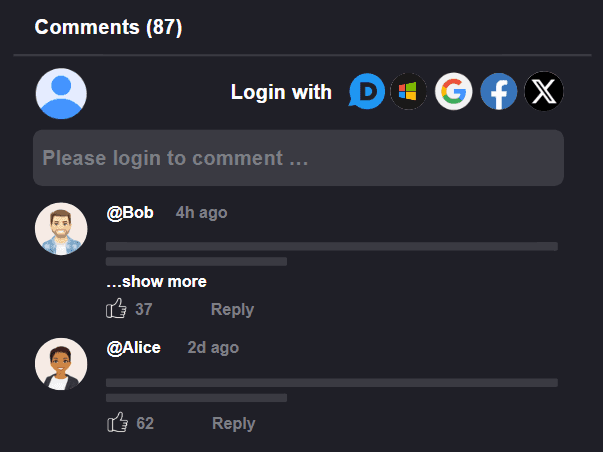 Comments (87)
Login with
Please login to comment ...
@Bob 4h ago
...show more
37 Reply
@Alice 2d ago
62 Reply